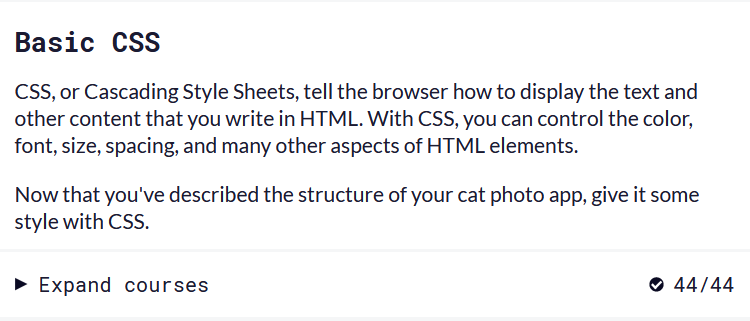 Basic CSS
CSS, or Cascading Style Sheets, tell the browser how to display the text and
other content that you write in HTML. With CSS, you can control the color,
font, size, spacing, and many other aspects of HTML elements.
Now that you've described the structure of your cat photo app, give it some
style with CSS.
Expand courses 44/44